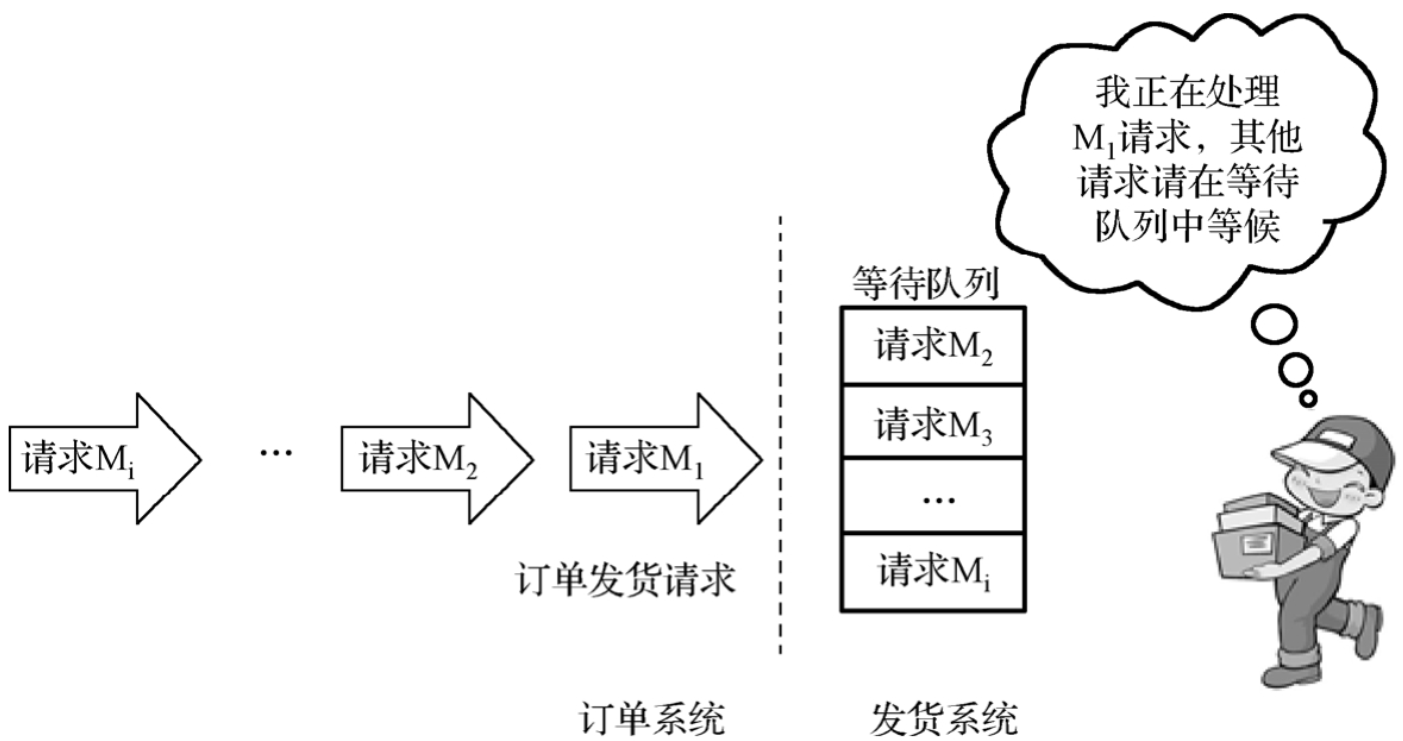 我正在处理
M₁请求，其他
请求请在等待
队列中等候
等待队列
请求M₂
请求M₃
...
请求Mᵢ
请求Mᵢ
...
请求M₂
请求M₁
订单发货请求
订单系统
发货系统